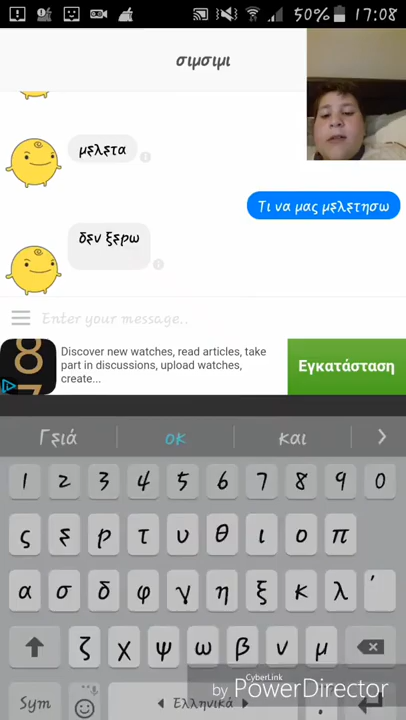 50% 17:08
σιμσιμι
μελετα
Τι να μας μελετησω
δεν ξερω
Enter your message..
Discover new watches, read articles, take
part in discussions, upload watches,
create...
Εγκατάσταση
Γειά οκ και
1 2 3 4 5 6 7 8 9 0
ς ε ρ τ υ θ ι ο π
α σ δ φ γ η ξ κ λ ΄
ζ χ ψ ω β ν μ
Sym Ελληνικά .
CyberLink
by PowerDirector